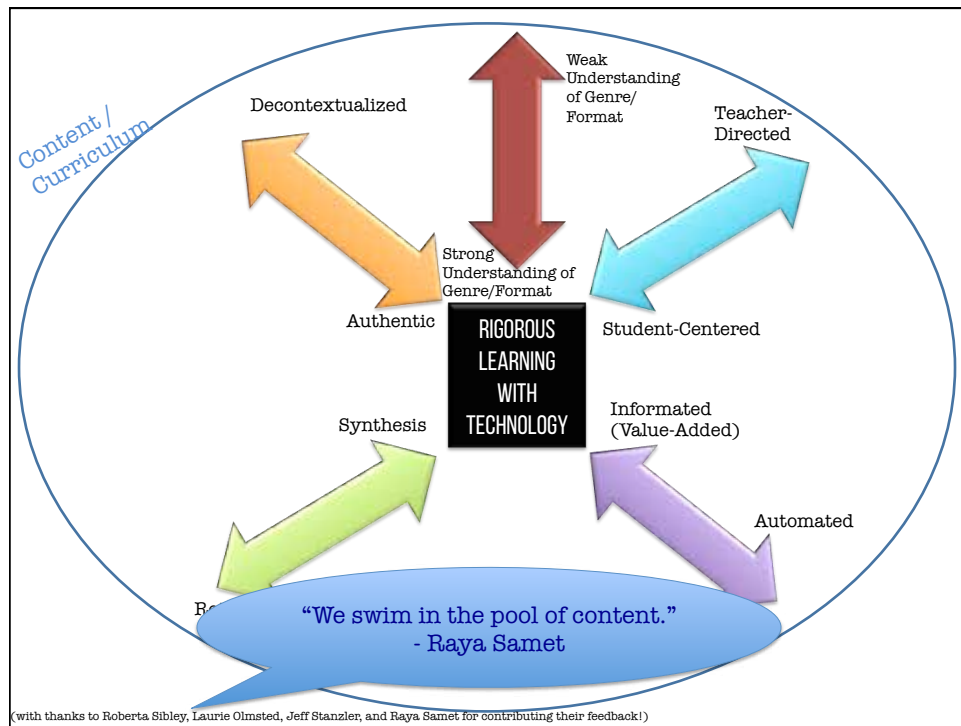 Weak
Understanding
of Genre/
Format
Decontextualized
Teacher-
Directed
Content /
Curriculum
Strong
Understanding of
Genre/Format
Authentic
Student-Centered
RIGOROUS
LEARNING
WITH
TECHNOLOGY
Synthesis
Informated
(Value-Added)
Automated
“We swim in the pool of content.”
- Raya Samet
(with thanks to Roberta Sibley, Laurie Olmsted, Jeff Stanzler, and Raya Samet for contributing their feedback!)